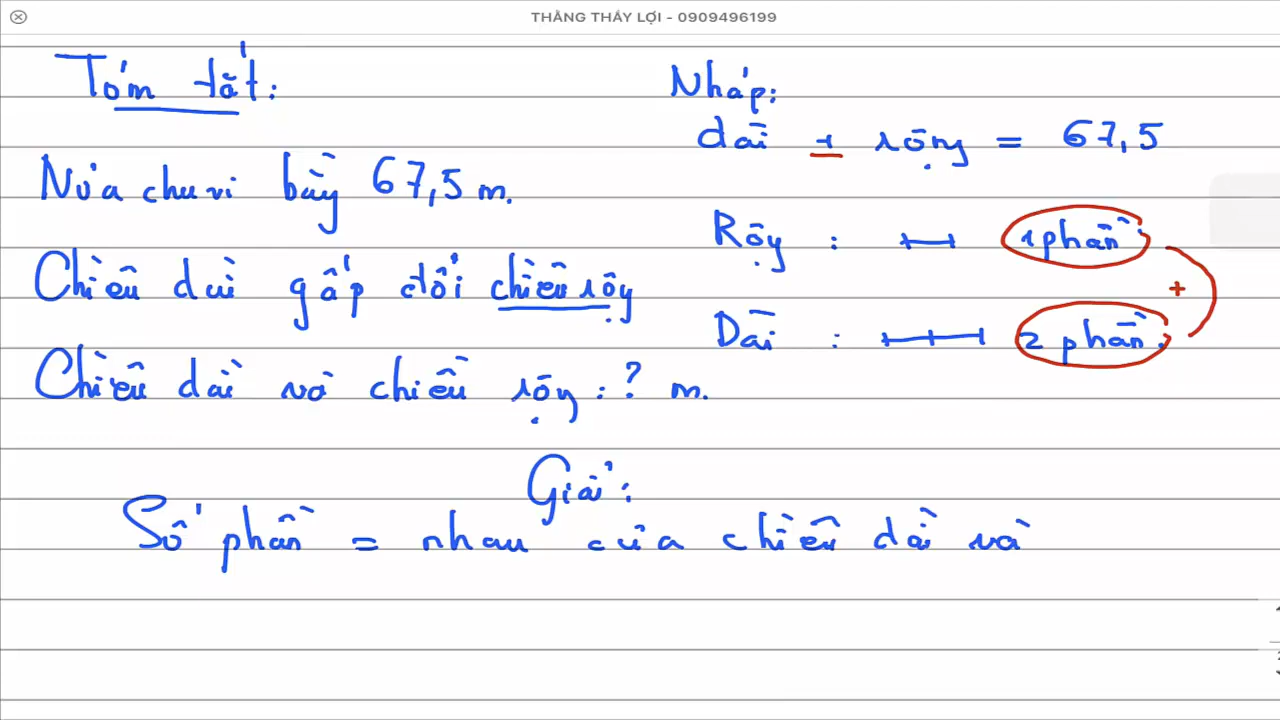 THẮNG THẦY LỢI - 0909496199
Tóm tắt:
Nửa chu vi bằng 67,5 m.
Chiều dài gấp đôi chiều rộng
Chiều dài và chiều rộng : ? m.
Nháp:
dài + rộng = 67,5
Rộng : 1 phần
+
Dài : 2 phần.
Giải:
Số phần = nhau của chiều dài và